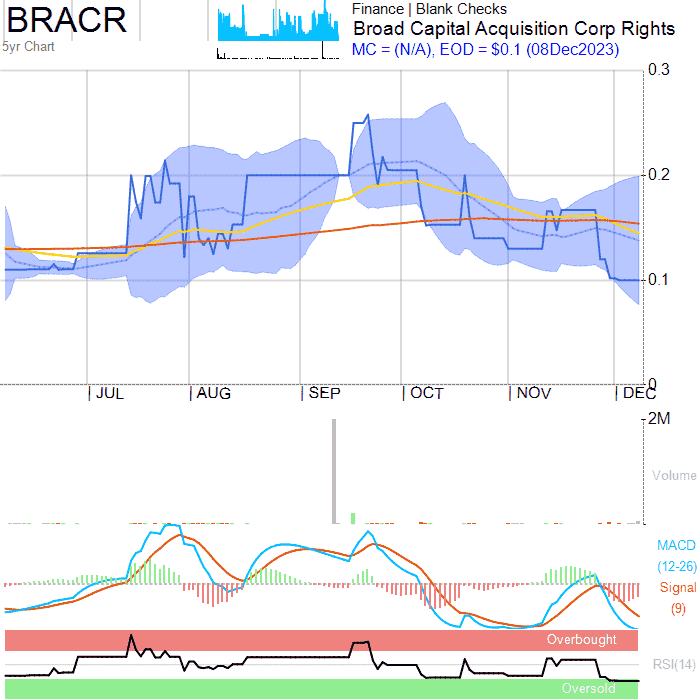 BRACR
5yr Chart
Finance | Blank Checks
Broad Capital Acquisition Corp Rights
MC = (N/A), EOD = $0.1 (08Dec2023)
0.3
0.2
0.1
0
JUL AUG SEP OCT NOV DEC
2M
Volume
MACD
(12-26)
Signal
(9)
Overbought
RSI(14)
Oversold